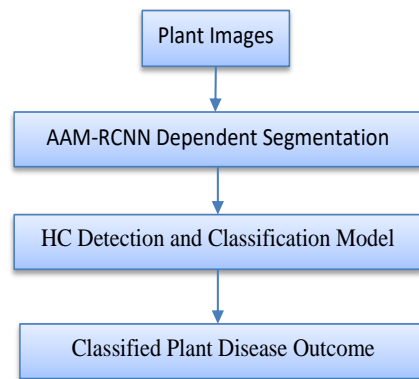 Plant Images
AAM-RCNN Dependent Segmentation
HC Detection and Classification Model
Classified Plant Disease Outcome